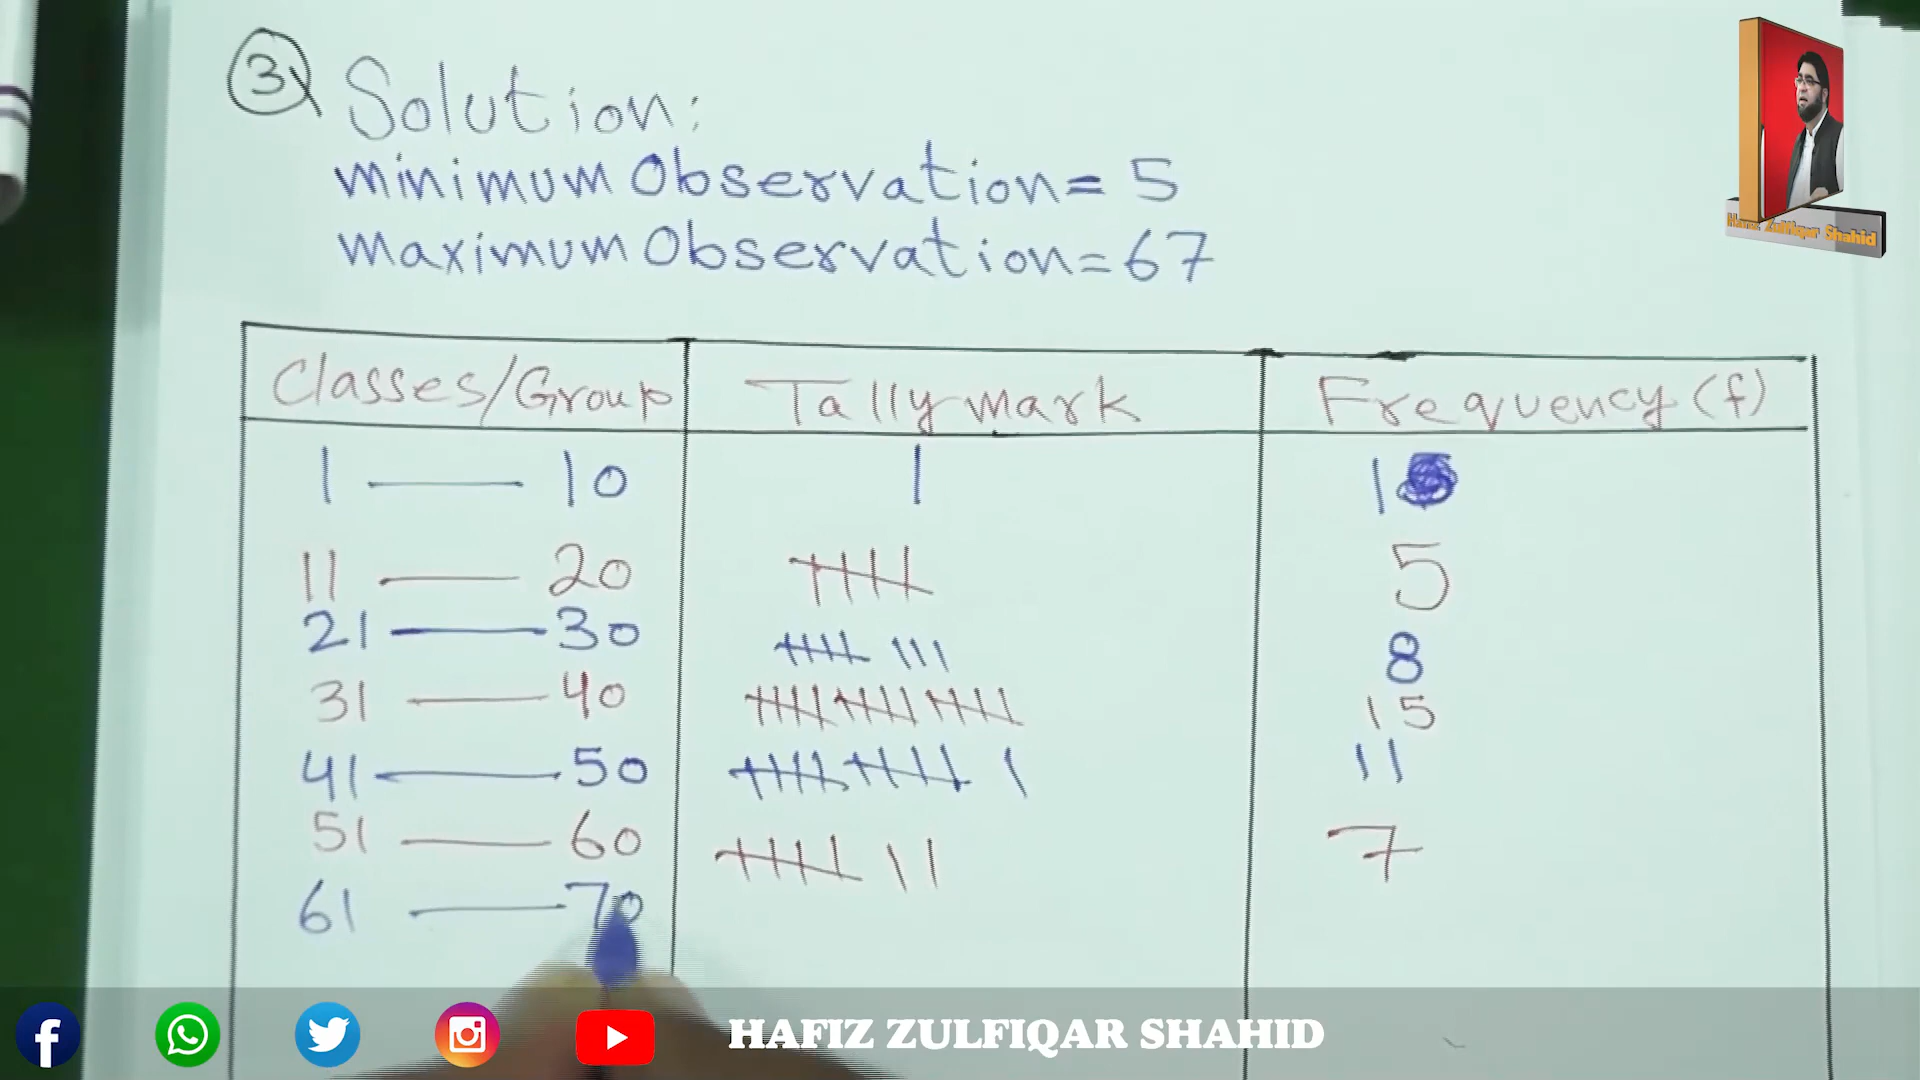 3 Solution:
Minimum Observation = 5
Maximum Observation = 67
Classes/Group Tally mark Frequency (f)
1 — 10 | 1
11 — 20 5
21 — 30 ||| 8
31 — 40 15
41 — 50 | 11
51 — 60 || 7
61 — 70
Hafiz Zulfiqar Shahid
HAFIZ ZULFIQAR SHAHID